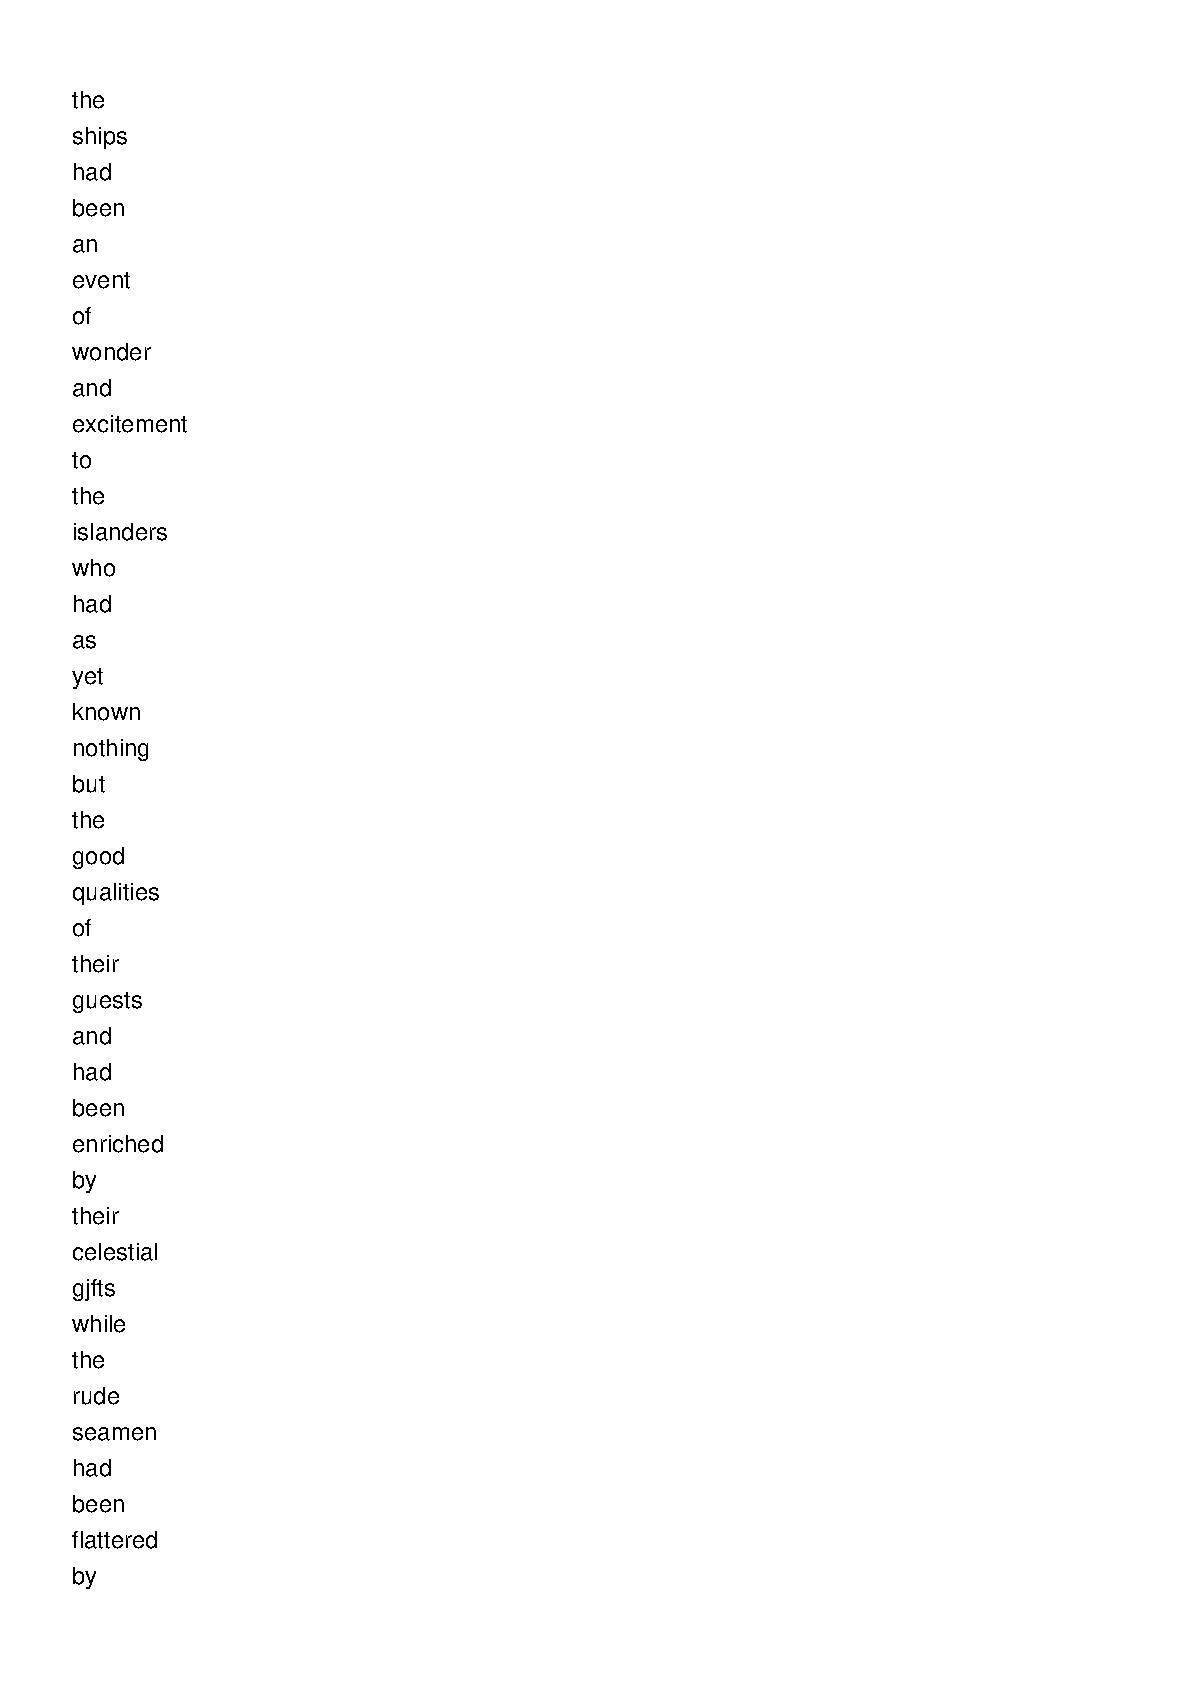 the
ships
had
been
an
event
of
wonder
and
excitement
to
the
islanders
who
had
as
yet
known
nothing
but
the
good
qualities
of
their
guests
and
had
been
enriched
by
their
celestial
gjfts
while
the
rude
seamen
had
been
flattered
by